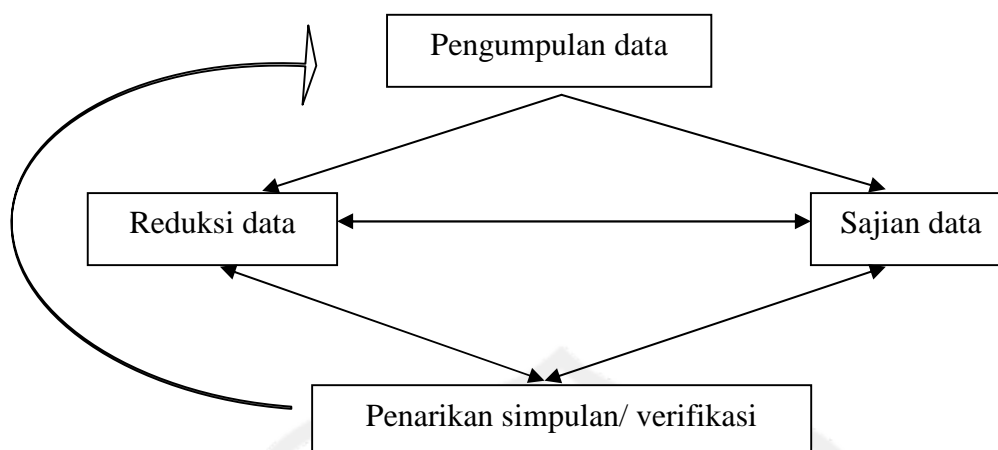 Pengumpulan data
Reduksi data
Sajian data
Penarikan simpulan/ verifikasi